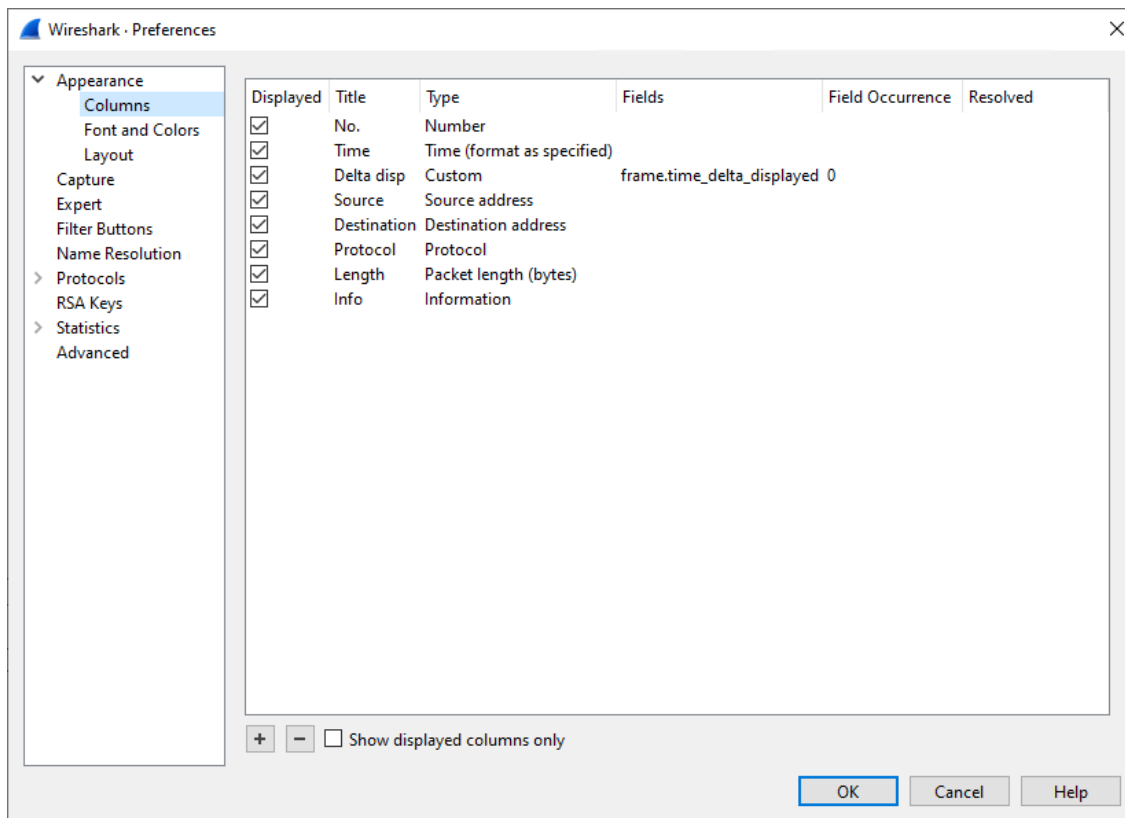 Wireshark · Preferences
Appearance
Columns
Font and Colors
Layout
Capture
Expert
Filter Buttons
Name Resolution
Protocols
RSA Keys
Statistics
Advanced
Displayed Title Type Fields Field Occurrence Resolved
No. Number
Time Time (format as specified)
Delta disp Custom frame.time_delta_displayed 0
Source Source address
Destination Destination address
Protocol Protocol
Length Packet length (bytes)
Info Information
+ − Show displayed columns only
OK Cancel Help